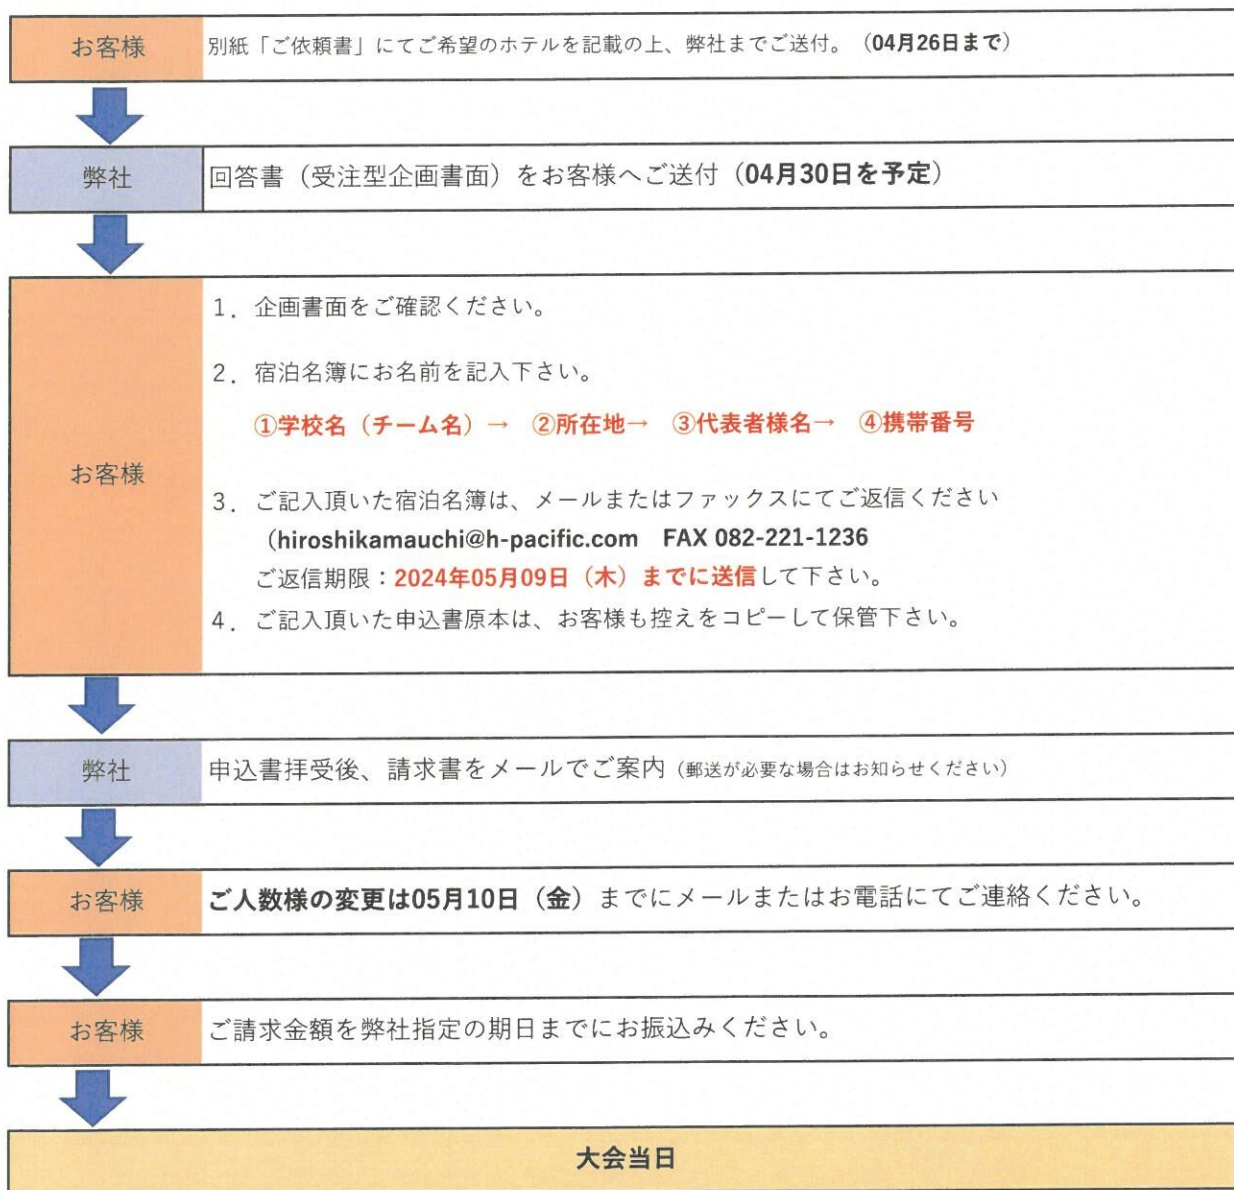 お客様
別紙「ご依頼書」にてご希望のホテルを記載の上、弊社までご送付。（04月26日まで）
弊社
回答書（受注型企画書面）をお客様へご送付（04月30日を予定）
お客様
1．企画書面をご確認ください。
2．宿泊名簿にお名前を記入下さい。
①学校名（チーム名）→　②所在地→　③代表者様名→　④携帯番号
3．ご記入頂いた宿泊名簿は、メールまたはファックスにてご返信ください
（hiroshikamauchi@h-pacific.com　FAX 082-221-1236
ご返信期限：2024年05月09日（木）までに送信して下さい。
4．ご記入頂いた申込書原本は、お客様も控えをコピーして保管下さい。
弊社
申込書拝受後、請求書をメールでご案内（郵送が必要な場合はお知らせください）
お客様
ご人数様の変更は05月10日（金）までにメールまたはお電話にてご連絡ください。
お客様
ご請求金額を弊社指定の期日までにお振込みください。
大会当日